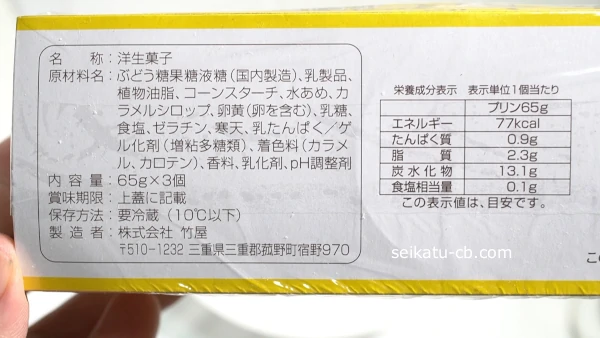 名　　称：洋生菓子
原材料名：ぶどう糖果糖液糖（国内製造）、乳製品、
植物油脂、コーンスターチ、水あめ、カ
ラメルシロップ、卵黄（卵を含む）、乳糖、
食塩、ゼラチン、寒天、乳たんぱく／ゲ
ル化剤（増粘多糖類）、着色料（カラメ
ル、カロテン）、香料、乳化剤、pH調整剤
内 容 量：65g×3個
賞味期限：上蓋に記載
保存方法：要冷蔵（10℃以下）
製 造 者：株式会社 竹屋
〒510-1232 三重県三重郡菰野町宿野970
栄養成分表示　表示単位1個当たり
プリン65g
エネルギー 77kcal
たんぱく質 0.9g
脂　　質 2.3g
炭水化物 13.1g
食塩相当量 0.1g
この表示値は、目安です。
seikatu-cb.com
こ